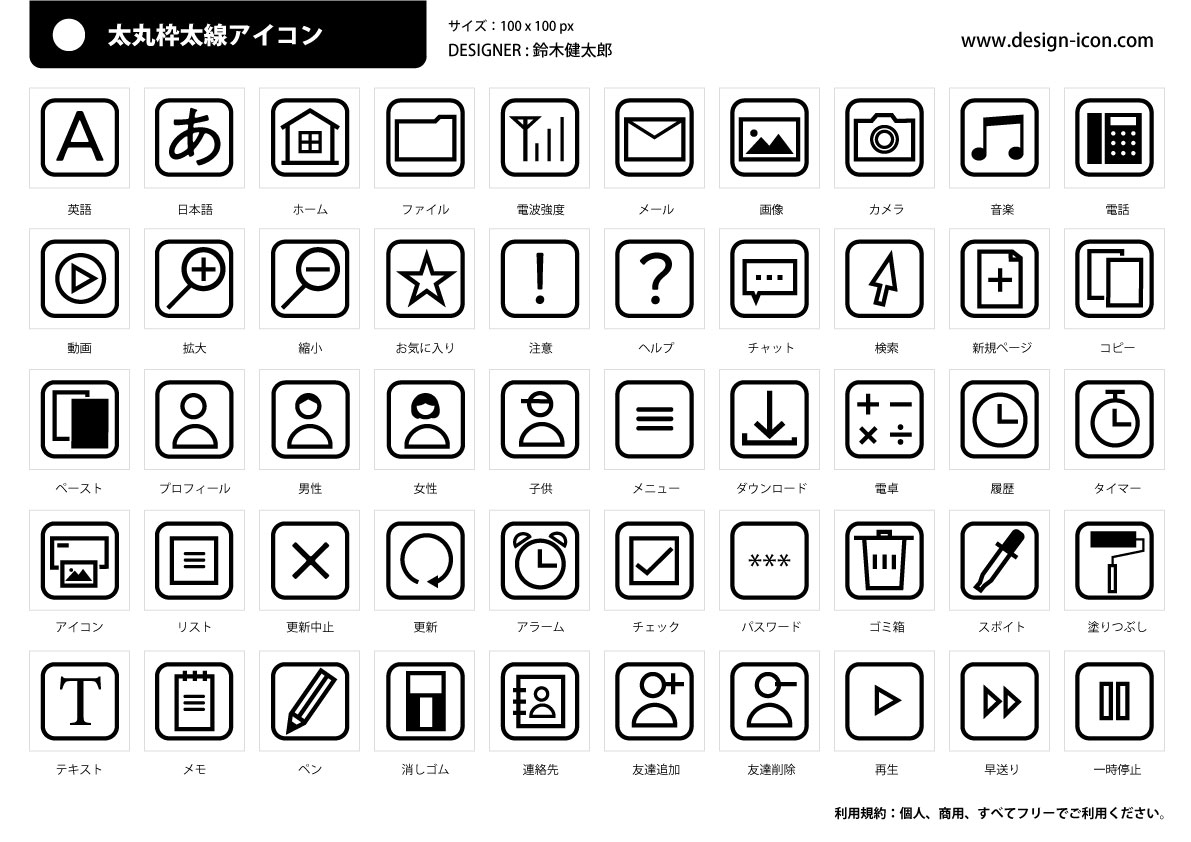 太丸枠太線アイコン
サイズ：100 x 100 px
DESIGNER : 鈴木健太郎
www.design-icon.com
A
あ
英語
日本語
ホーム
ファイル
電波強度
メール
画像
カメラ
音楽
電話
!
?
動画
拡大
縮小
お気に入り
注意
ヘルプ
チャット
検索
新規ページ
コピー
ペースト
プロフィール
男性
女性
子供
メニュー
ダウンロード
電卓
履歴
タイマー
***
アイコン
リスト
更新中止
更新
アラーム
チェック
パスワード
ゴミ箱
スポイト
塗りつぶし
T
テキスト
メモ
ペン
消しゴム
連絡先
友達追加
友達削除
再生
早送り
一時停止
利用規約：個人、商用、すべてフリーでご利用ください。